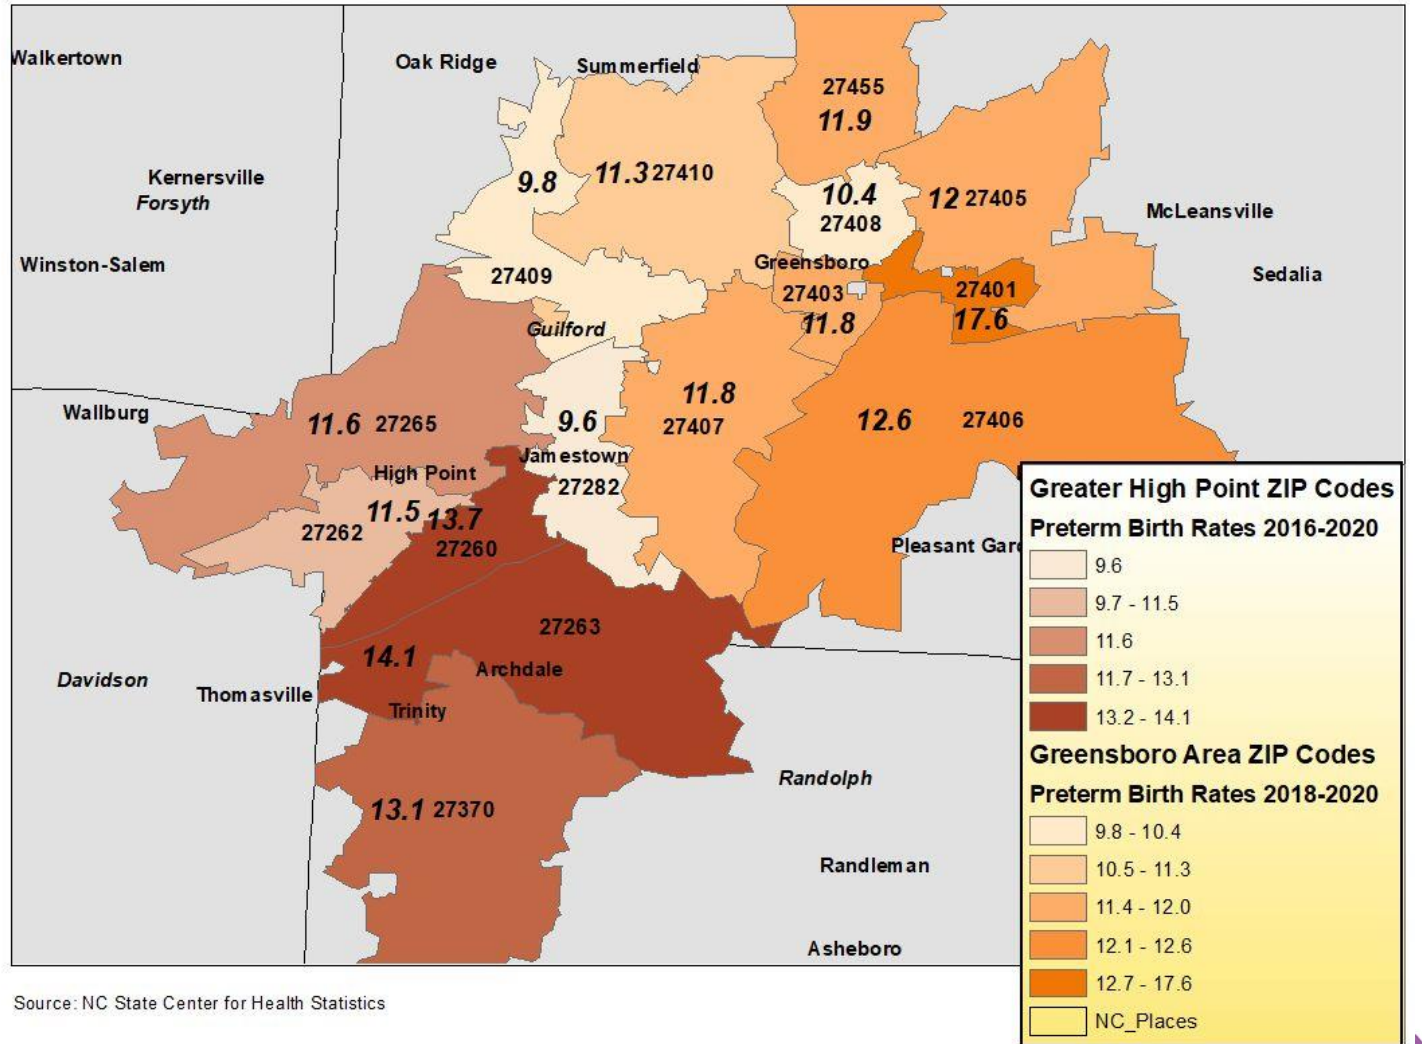 Walkertown
Oak Ridge
Summerfield
27455
11.9
Kernersville
Forsyth
9.8
11.3 27410
10.4
27408
12 27405
McLeansville
Winston-Salem
27409
Greensboro
27403
11.8
27401
17.6
Sedalia
Guilford
Wallburg
11.6 27265
9.6
Jamestown
27282
11.8
27407
12.6 27406
High Point
11.5
27262
13.7
27260
Pleasant Gard
27263
14.1
Archdale
Trinity
Davidson
Thomasville
13.1 27370
Randolph
Randleman
Asheboro
Greater High Point ZIP Codes
Preterm Birth Rates 2016-2020
9.6
9.7 - 11.5
11.6
11.7 - 13.1
13.2 - 14.1
Greensboro Area ZIP Codes
Preterm Birth Rates 2018-2020
9.8 - 10.4
10.5 - 11.3
11.4 - 12.0
12.1 - 12.6
12.7 - 17.6
NC_Places
Source: NC State Center for Health Statistics